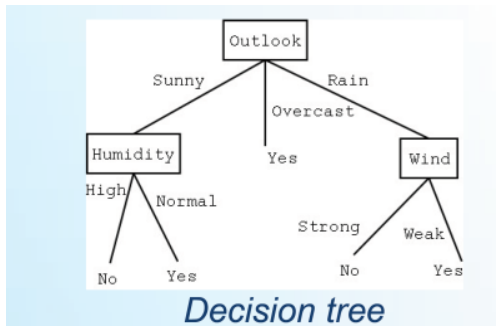 Outlook
Sunny
Rain
Overcast
Humidity
Yes
Wind
High
Normal
Strong
Weak
No
Yes
No
Yes
Decision tree